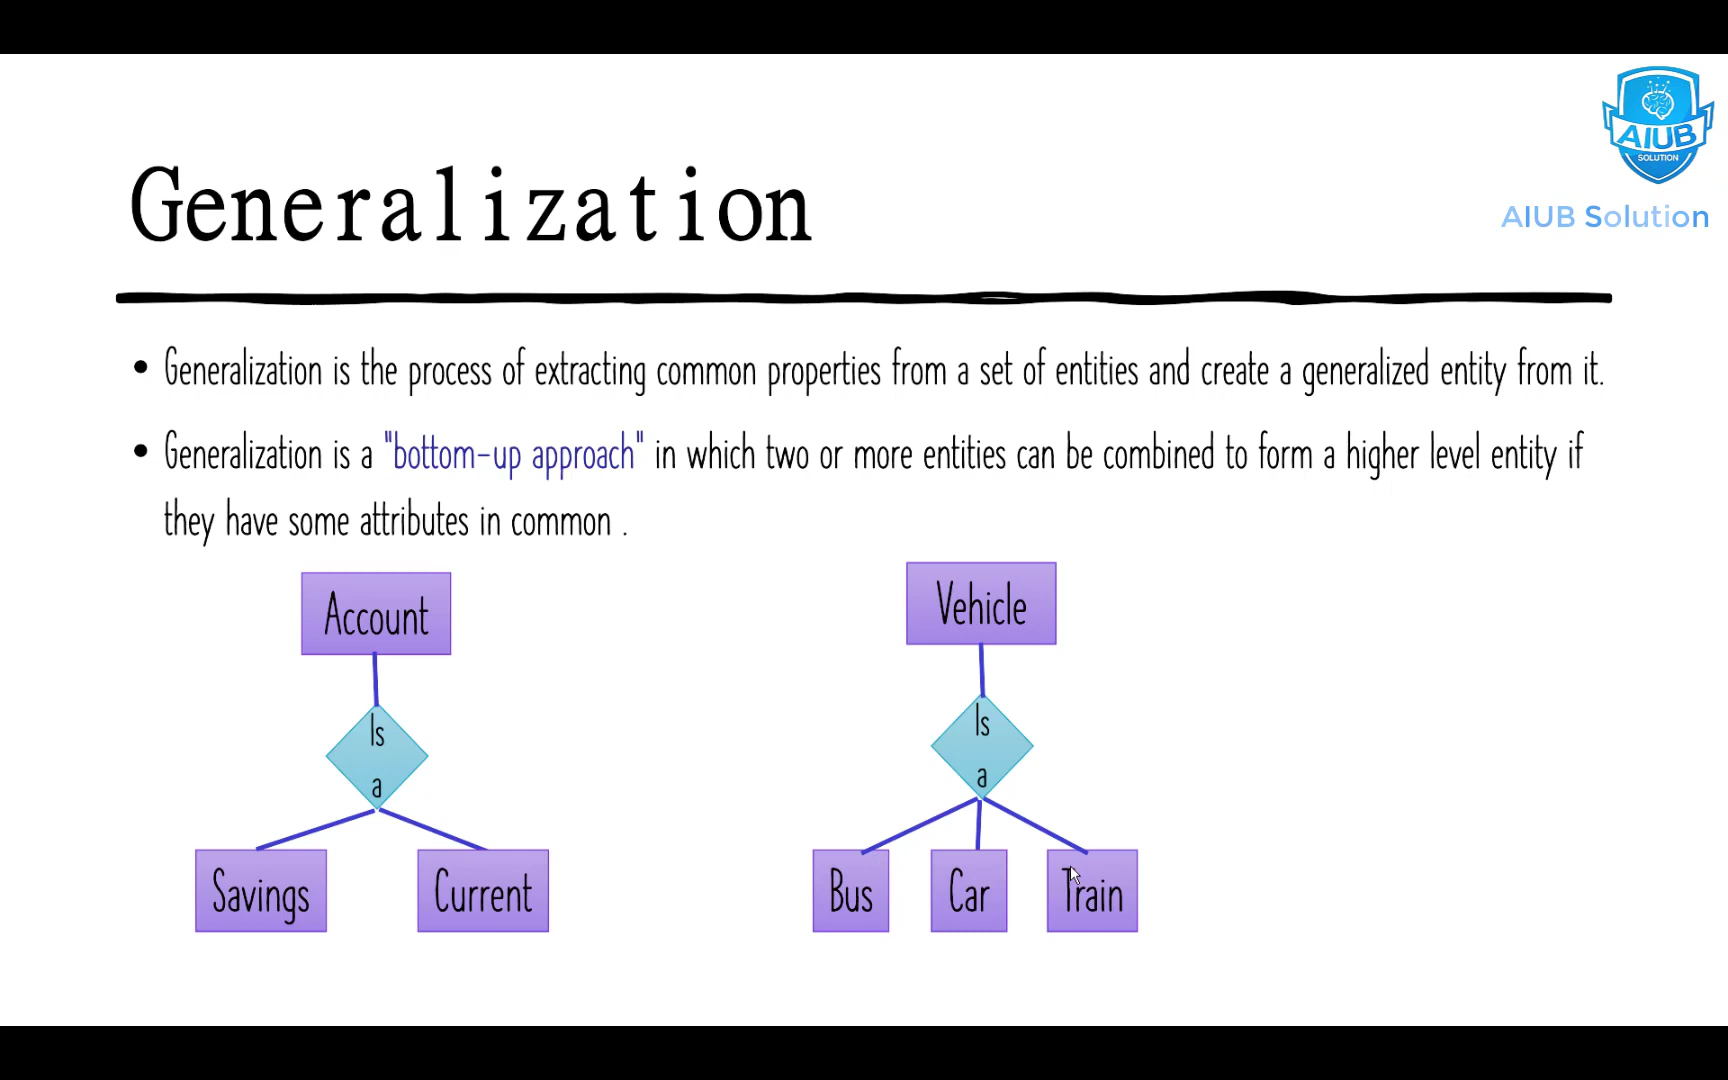 AIUB
SOLUTION
AIUB Solution
Generalization
• Generalization is the process of extracting common properties from a set of entities and create a generalized entity from it.
• Generalization is a "bottom-up approach" in which two or more entities can be combined to form a higher level entity if
they have some attributes in common .
Account
Is
a
Savings
Current
Vehicle
Is
a
Bus
Car
Train